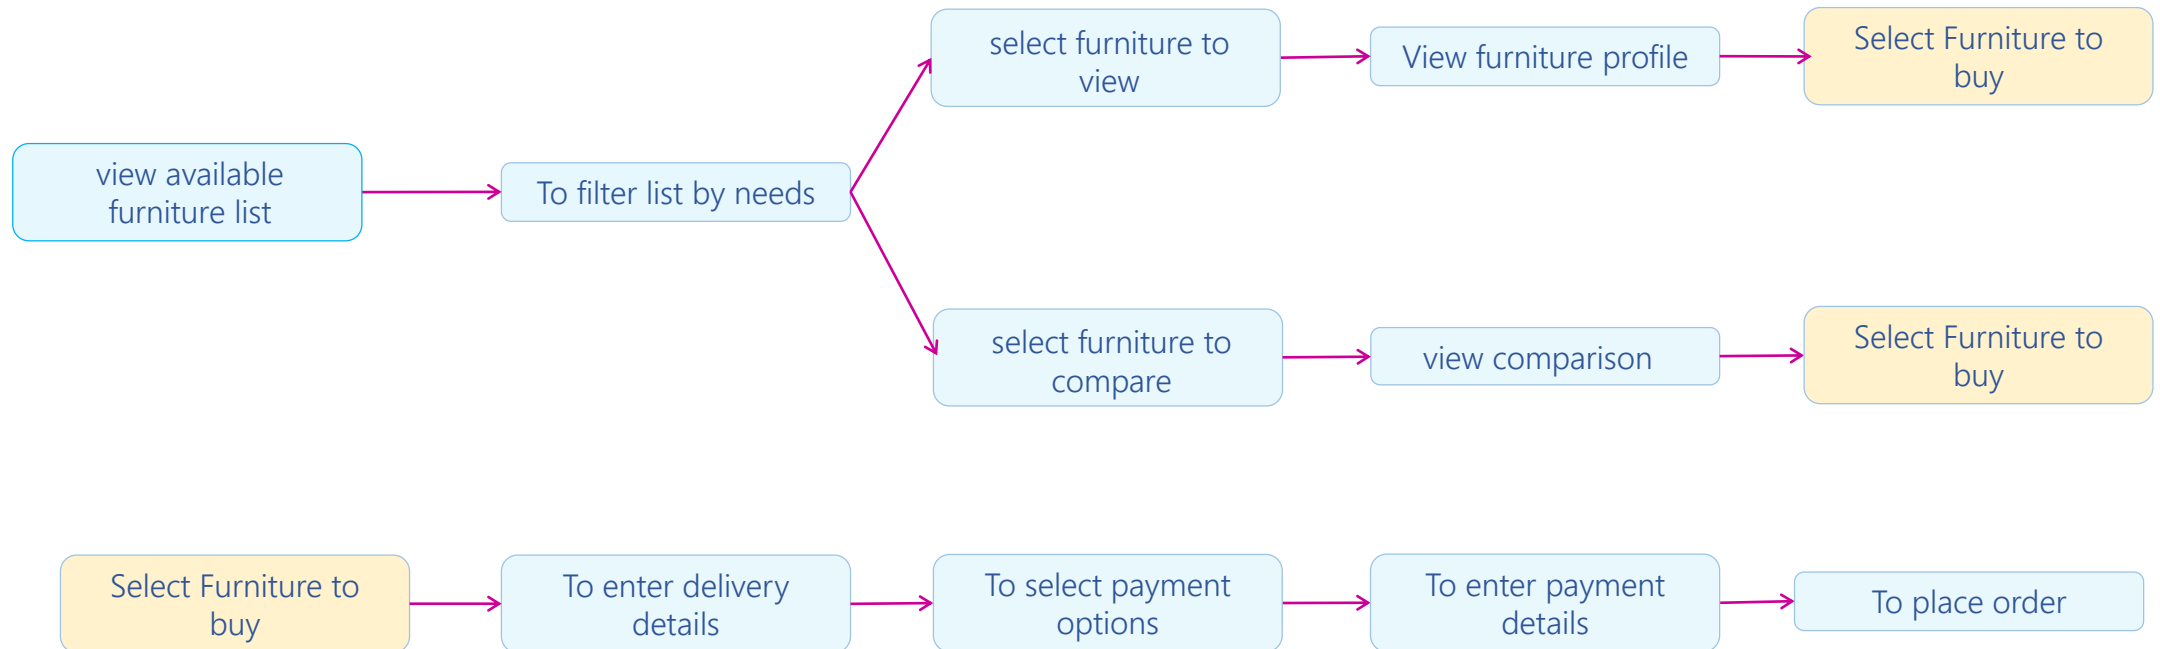 select furniture to
view
View furniture profile
Select Furniture to
buy
view available
furniture list
To filter list by needs
select furniture to
compare
view comparison
Select Furniture to
buy
Select Furniture to
buy
To enter delivery
details
To select payment
options
To enter payment
details
To place order